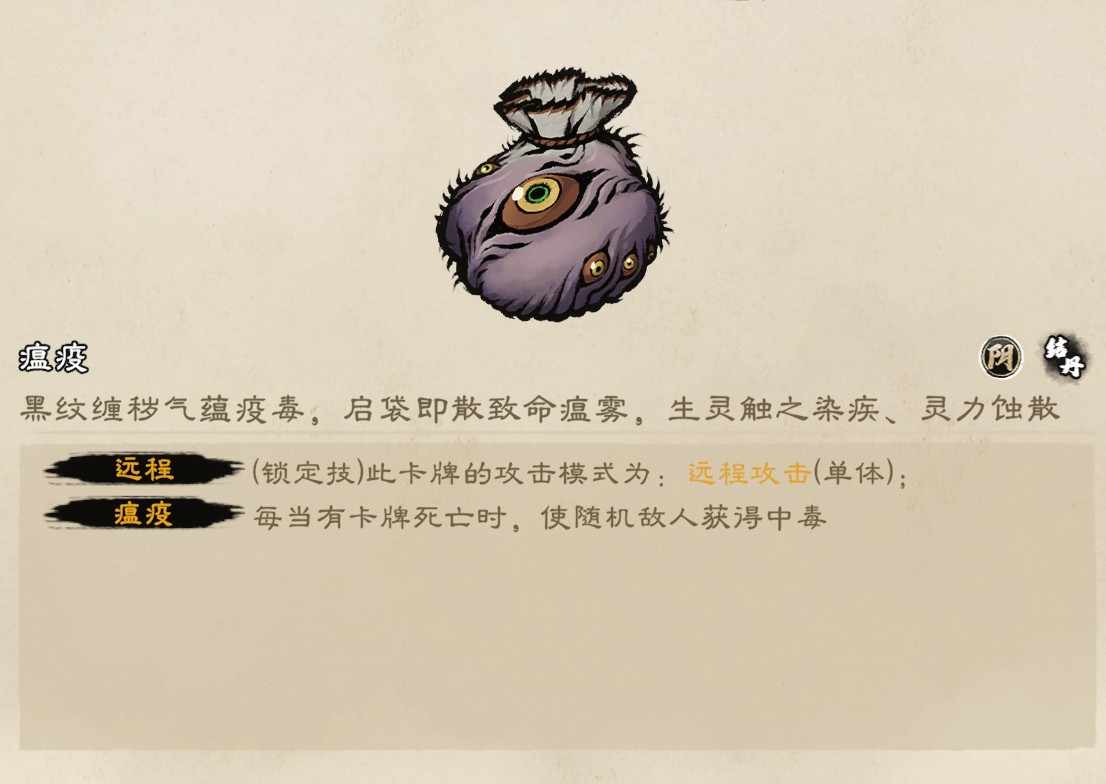 瘟疫 阴 结丹
黑纹缠秽气蕴疫毒，启袋即散致命瘟雾，生灵触之染疾、灵力蚀散
远程 (锁定技)此卡牌的攻击模式为：远程攻击(单体)；
瘟疫 每当有卡牌死亡时，使随机敌人获得中毒